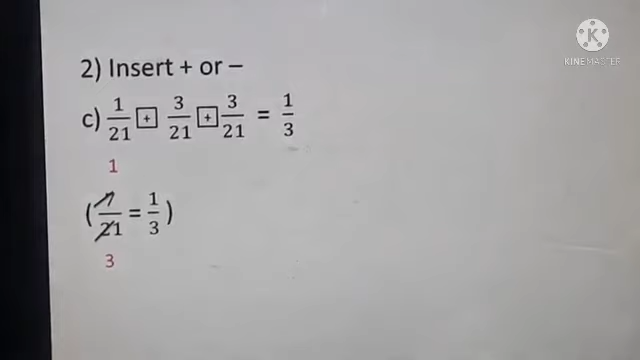 K
KINEMASTER
2) Insert + or –
c) 1/21 + 3/21 + 3/21 = 1/3
1
(7/21 = 1/3)
3